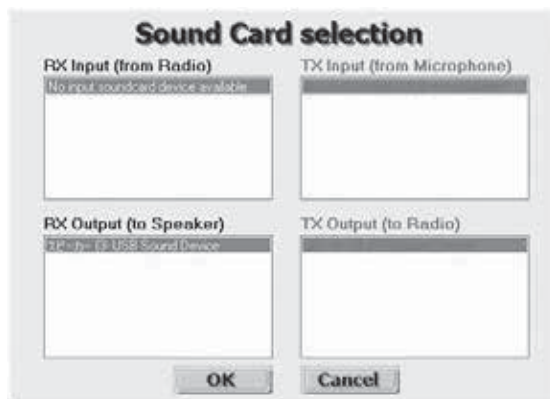 Sound Card selection
RX Input (from Radio)
No input soundcard device available
TX Input (from Microphone)
RX Output (to Speaker)
USB Sound Device
TX Output (to Radio)
OK
Cancel